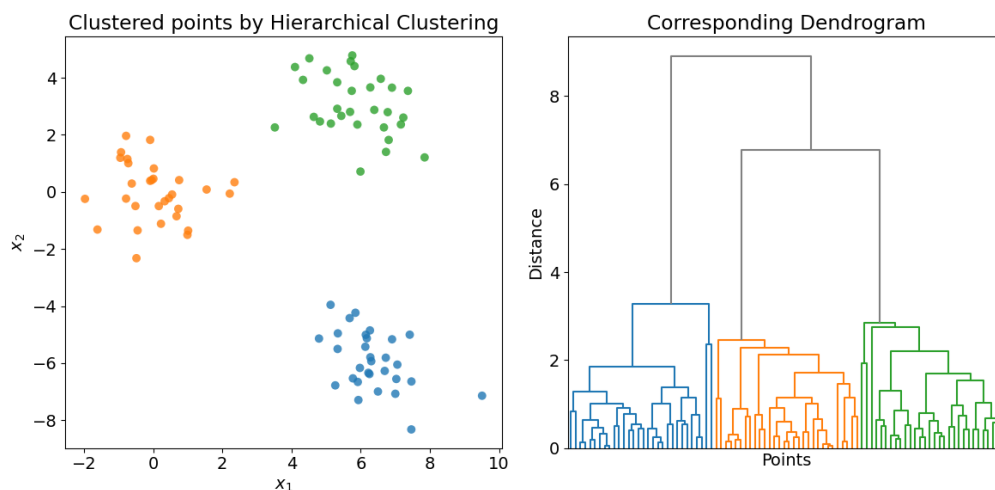 Clustered points by Hierarchical Clustering
4
2
0
−2
−4
−6
−8
x₂
−2 0 2 4 6 8 10
x₁
Corresponding Dendrogram
8
6
4
2
0
Distance
Points